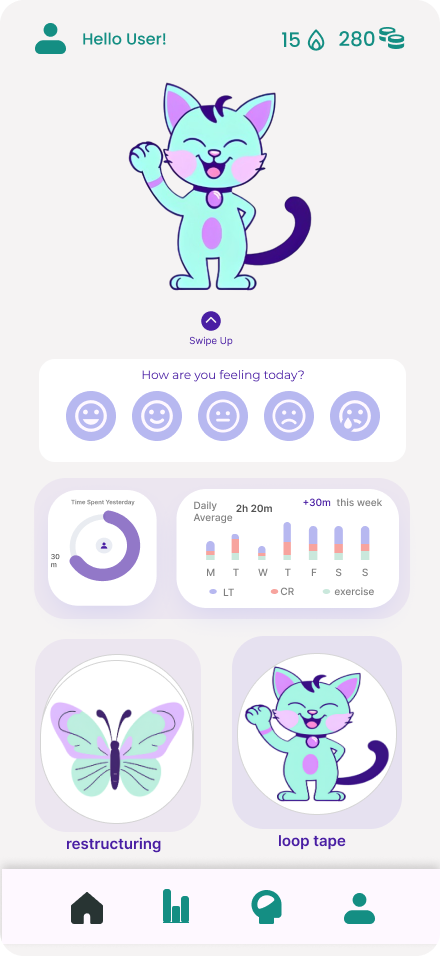 Hello User!
15
280
Swipe Up
How are you feeling today?
Time Spent Yesterday
30
m
Daily
Average
2h 20m
+30m this week
M T W T F S S
LT CR exercise
restructuring
loop tape